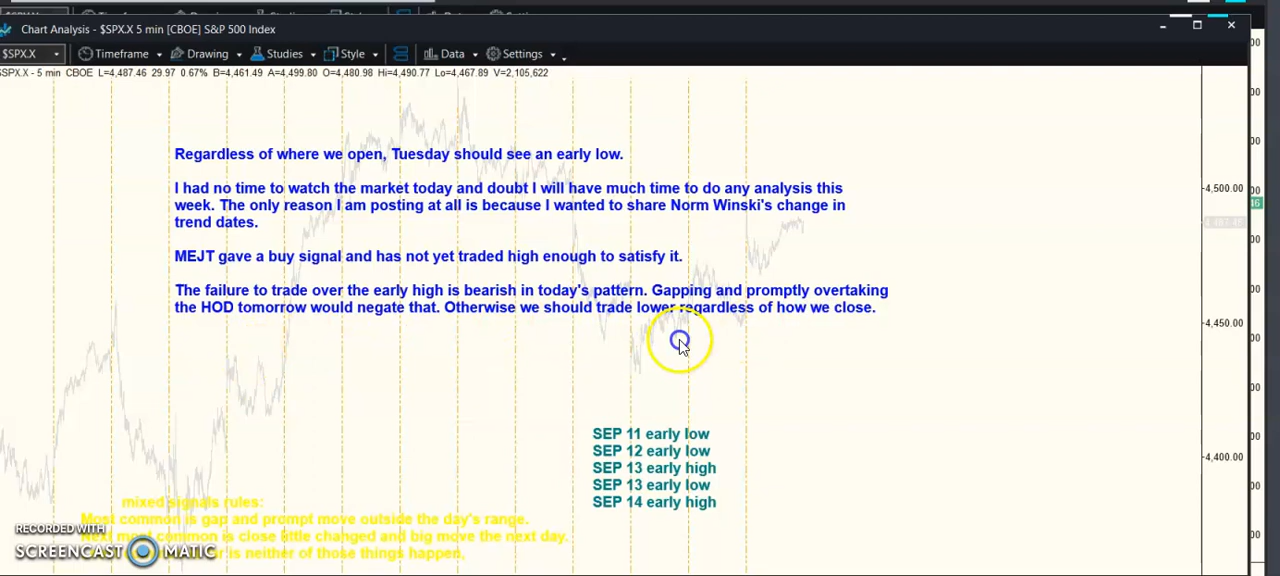 Chart Analysis - $SPX.X 5 min [CBOE] S&P 500 Index
$SPX.X Timeframe Drawing Studies Style Data Settings
$SPX.X - 5 min CBOE L=4,487.46 29.97 0.67% B=4,461.49 A=4,499.80 O=4,480.98 Hi=4,490.77 Lo=4,467.89 V=2,105,622
Regardless of where we open, Tuesday should see an early low.
I had no time to watch the market today and doubt I will have much time to do any analysis this
week. The only reason I am posting at all is because I wanted to share Norm Winski's change in
trend dates.
MEJT gave a buy signal and has not yet traded high enough to satisfy it.
The failure to trade over the early high is bearish in today's pattern. Gapping and promptly overtaking
the HOD tomorrow would negate that. Otherwise we should trade lower regardless of how we close.
4,500.00
4,450.00
4,400.00
SEP 11 early low
SEP 12 early low
SEP 13 early high
SEP 13 early low
SEP 14 early high
mixed signals rules:
Most common is gap and prompt move outside the day's range.
Next most common is close little changed and big move the next day.
is neither of those things happen,
RECORDED WITH
SCREENCAST MATIC